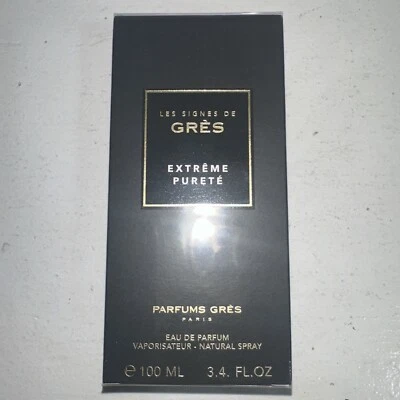 LES SIGNES DE
GRÈS
EXTRÊME
PURETÉ
PARFUMS GRÈS
PARIS
EAU DE PARFUM
VAPORISATEUR - NATURAL SPRAY
℮ 100 ML 3.4. FL.OZ